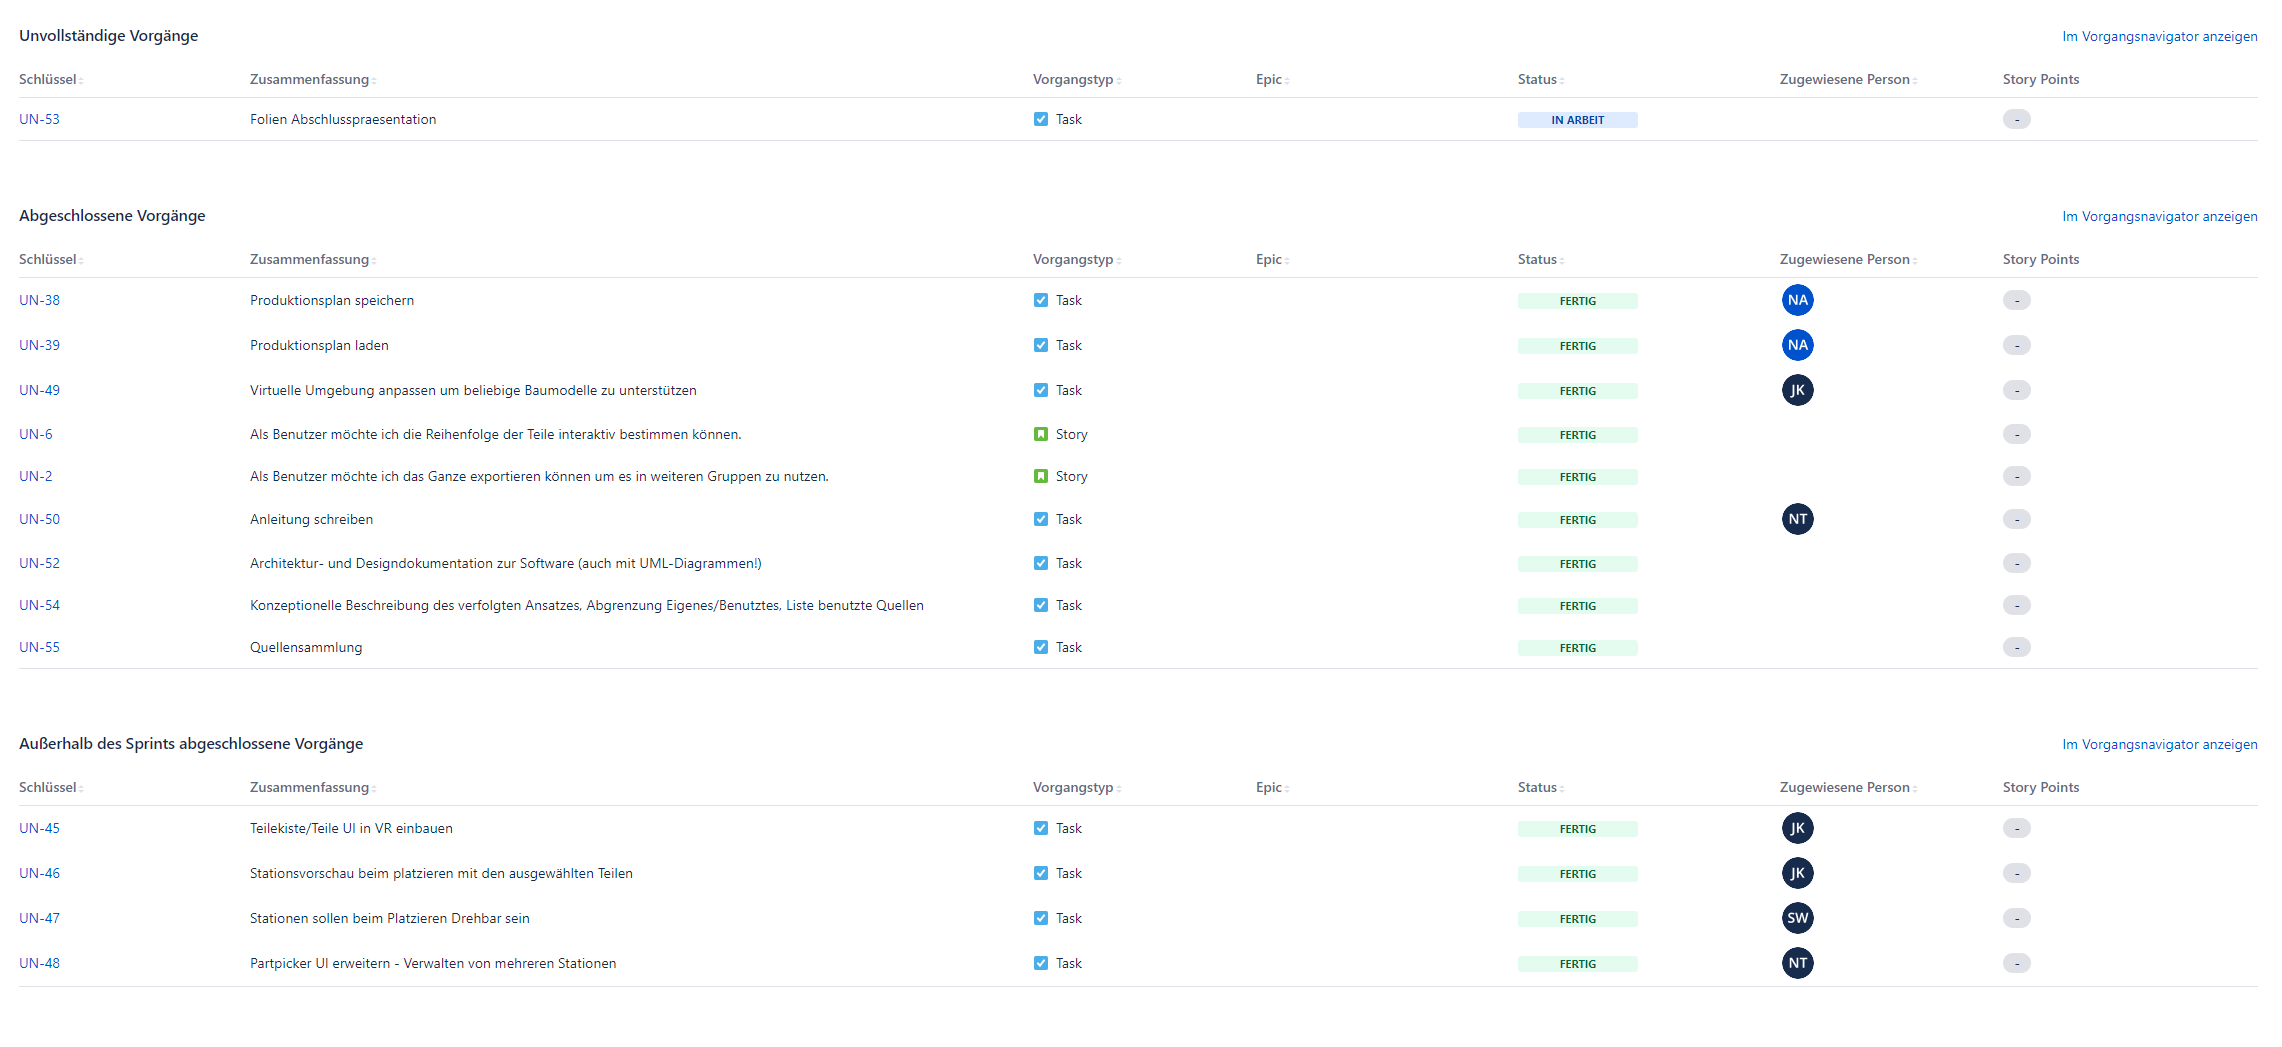 Unvollständige Vorgänge Im Vorgangsnavigator anzeigen
Schlüssel Zusammenfassung Vorgangstyp Epic Status Zugewiesene Person Story Points
UN-53 Folien Abschlusspraesentation Task IN ARBEIT -
Abgeschlossene Vorgänge Im Vorgangsnavigator anzeigen
Schlüssel Zusammenfassung Vorgangstyp Epic Status Zugewiesene Person Story Points
UN-38 Produktionsplan speichern Task FERTIG NA -
UN-39 Produktionsplan laden Task FERTIG NA -
UN-49 Virtuelle Umgebung anpassen um beliebige Baumodelle zu unterstützen Task FERTIG JK -
UN-6 Als Benutzer möchte ich die Reihenfolge der Teile interaktiv bestimmen können. Story FERTIG -
UN-2 Als Benutzer möchte ich das Ganze exportieren können um es in weiteren Gruppen zu nutzen. Story FERTIG -
UN-50 Anleitung schreiben Task FERTIG NT -
UN-52 Architektur- und Designdokumentation zur Software (auch mit UML-Diagrammen!) Task FERTIG -
UN-54 Konzeptionelle Beschreibung des verfolgten Ansatzes, Abgrenzung Eigenes/Benutztes, Liste benutzte Quellen Task FERTIG -
UN-55 Quellensammlung Task FERTIG -
Außerhalb des Sprints abgeschlossene Vorgänge Im Vorgangsnavigator anzeigen
Schlüssel Zusammenfassung Vorgangstyp Epic Status Zugewiesene Person Story Points
UN-45 Teilekiste/Teile UI in VR einbauen Task FERTIG JK -
UN-46 Stationsvorschau beim platzieren mit den ausgewählten Teilen Task FERTIG JK -
UN-47 Stationen sollen beim Platzieren Drehbar sein Task FERTIG SW -
UN-48 Partpicker UI erweitern - Verwalten von mehreren Stationen Task FERTIG NT -